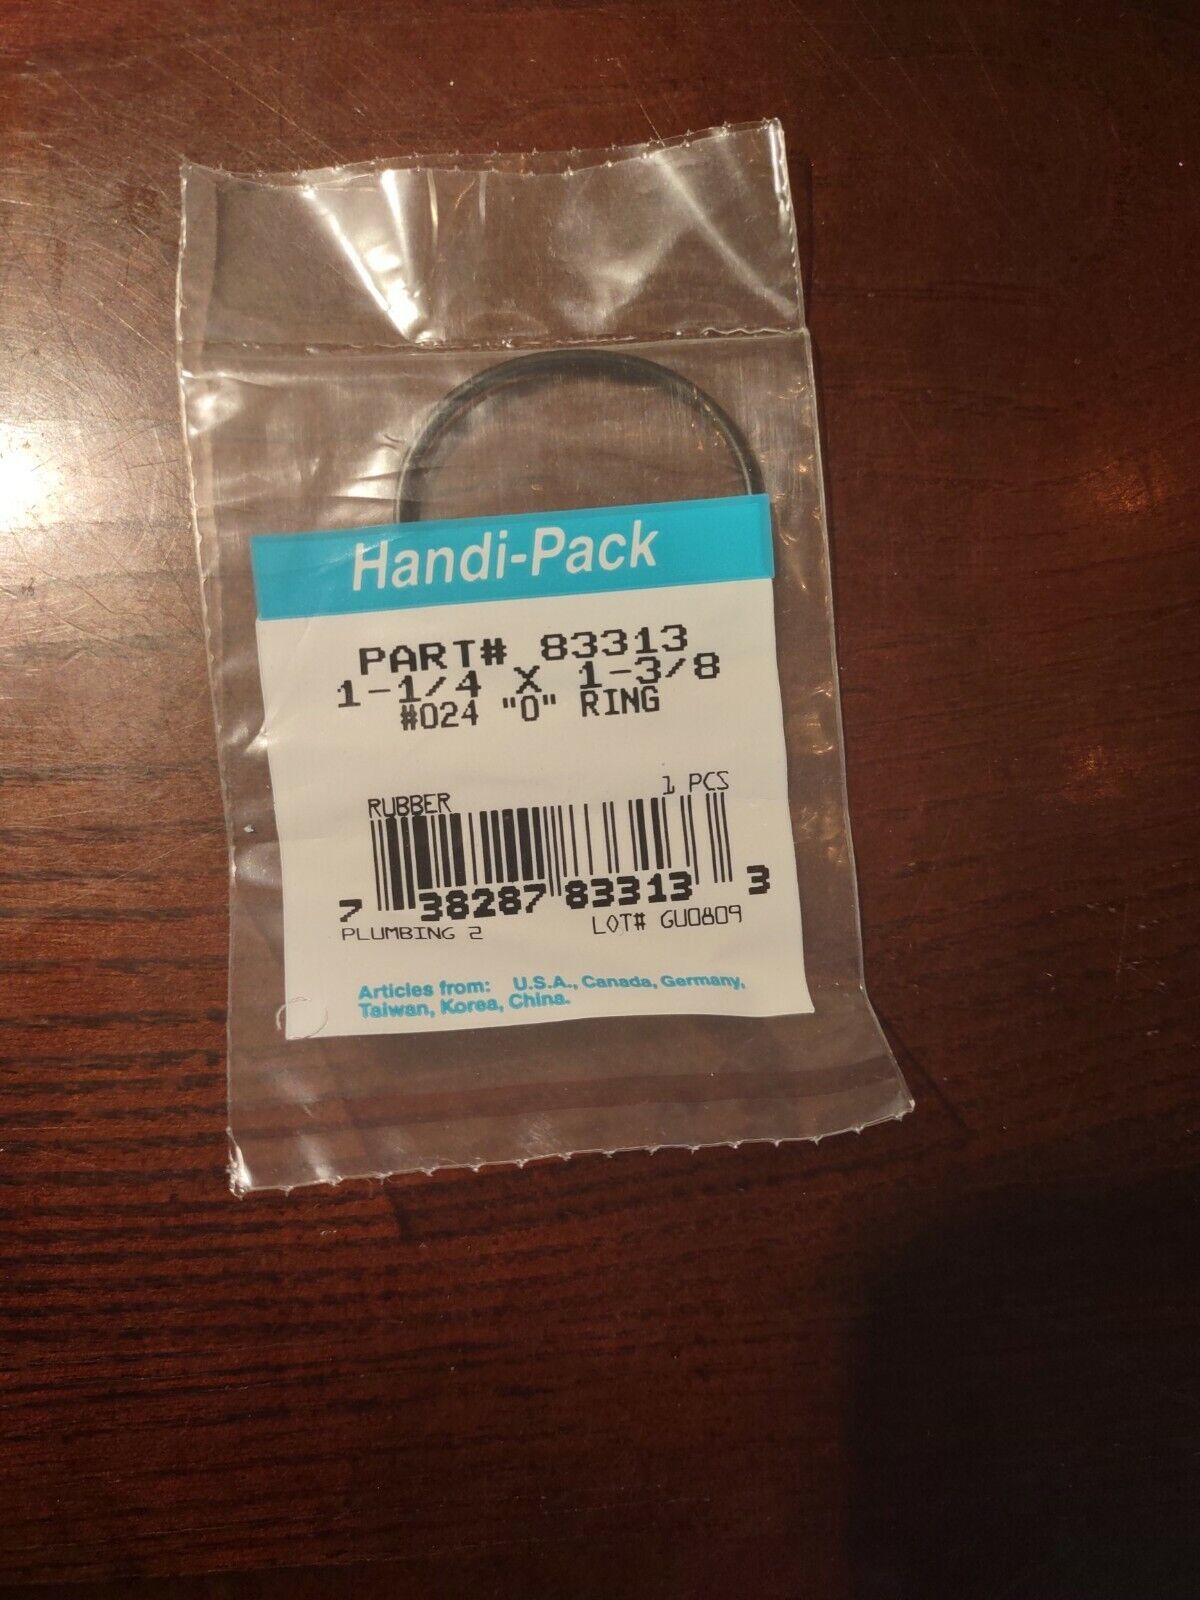 Handi-Pack
PART# 83313
1-1/4 X 1-3/8
#024 "O" RING
RUBBER 1 PCS
7 38287 83313 3
PLUMBING 2 LOT# GU0809
Articles from: U.S.A., Canada, Germany,
Taiwan, Korea, China.